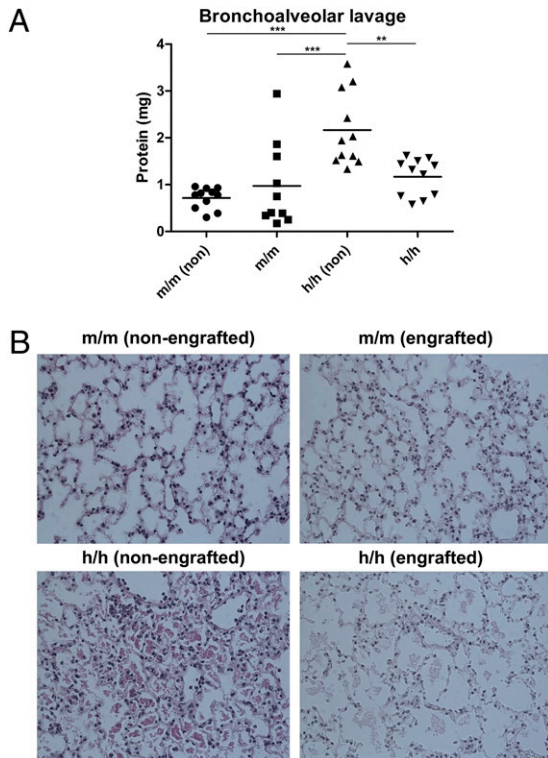 A
Bronchoalveolar lavage
***
***
**
Protein (mg)
4
3
2
1
0
m/m (non)
m/m
h/h (non)
h/h
B
m/m (non-engrafted)
m/m (engrafted)
h/h (non-engrafted)
h/h (engrafted)